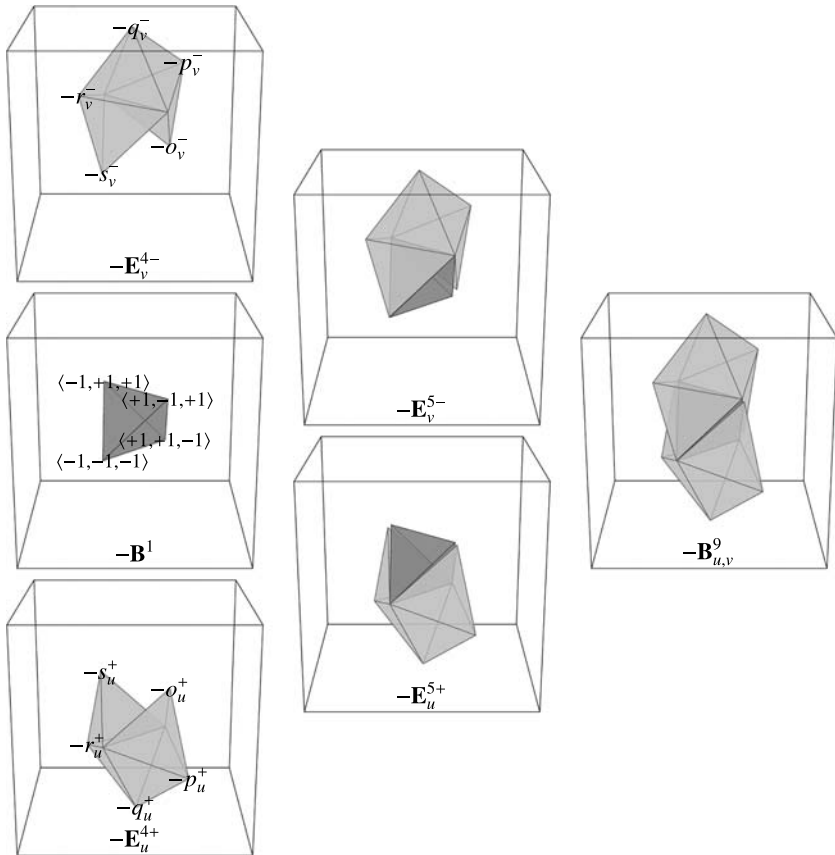 −q_v^−
−p_v^−
−r_v^−
−o_v^−
−s_v^−
−E_v^{4−}
⟨−1,+1,+1⟩
⟨+1,−1,+1⟩
⟨+1,+1,−1⟩
⟨−1,−1,−1⟩
−B^1
−s_u^+
−o_u^+
−r_u^+
−p_u^+
−q_u^+
−E_u^{4+}
−E_v^{5−}
−E_u^{5+}
−B_{u,v}^9